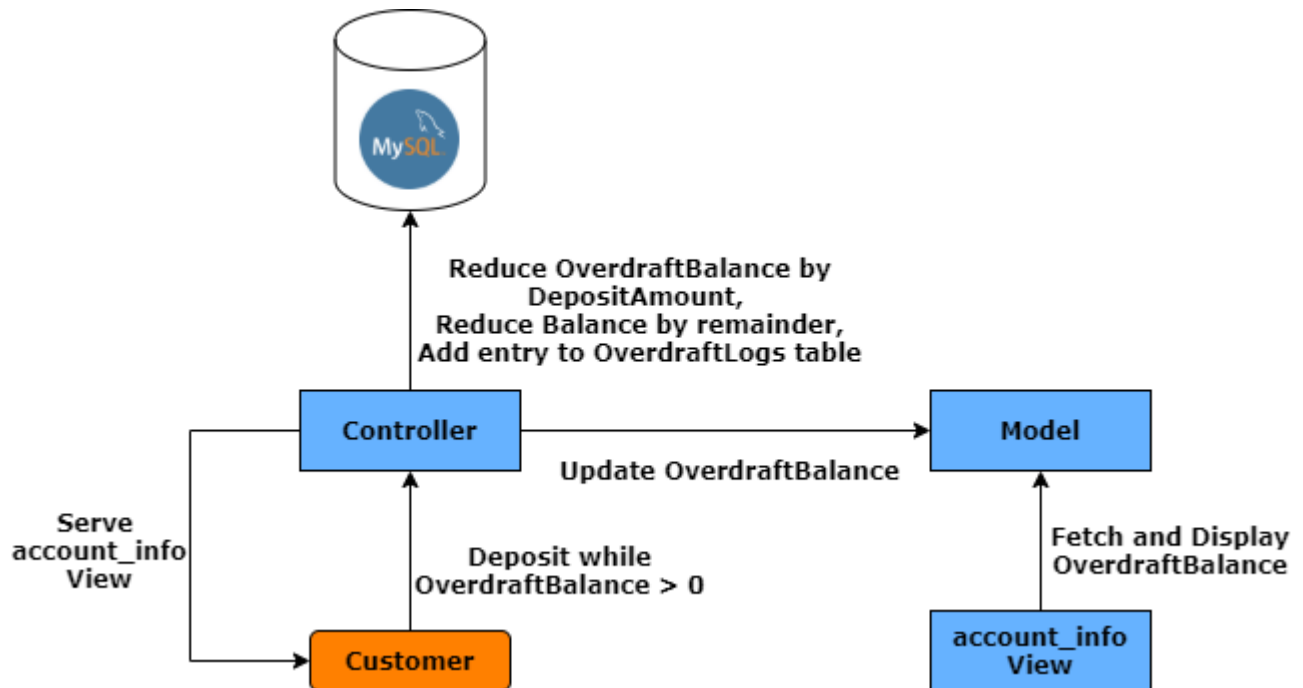 MySQL
Reduce OverdraftBalance by
DepositAmount,
Reduce Balance by remainder,
Add entry to OverdraftLogs table
Controller
Model
Update OverdraftBalance
Serve
account_info
View
Deposit while
OverdraftBalance > 0
Fetch and Display
OverdraftBalance
Customer
account_info
View